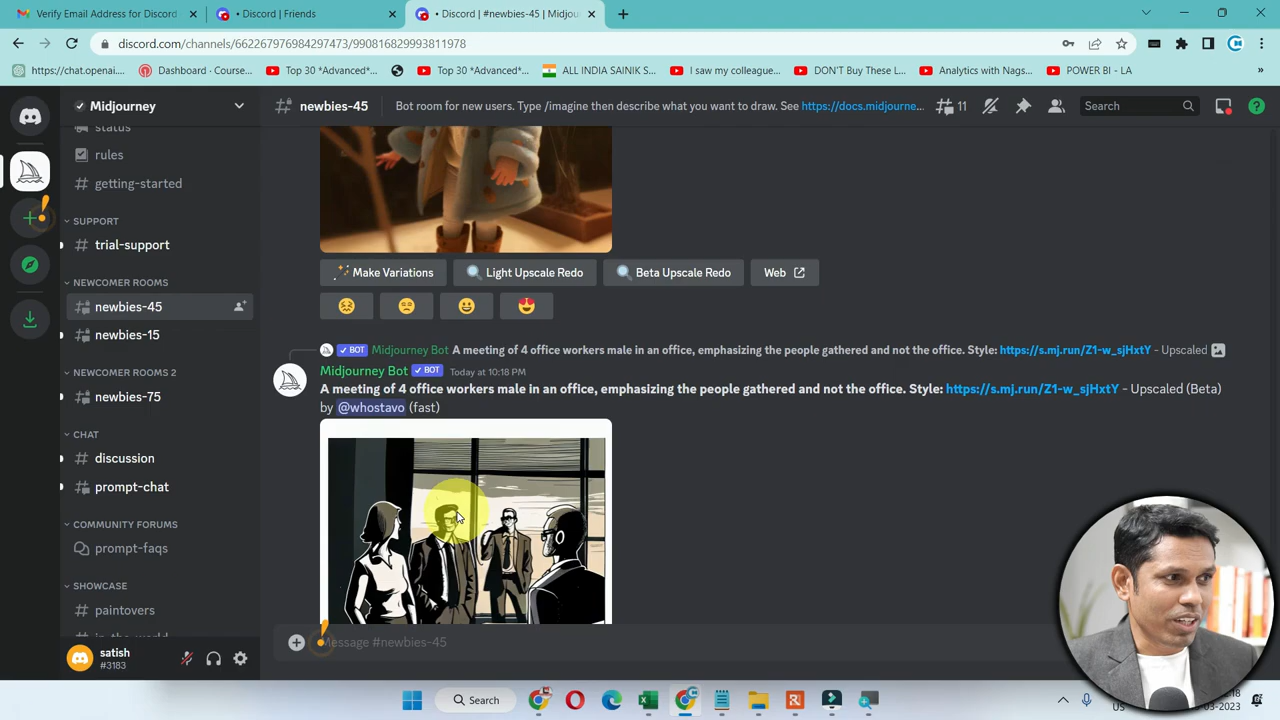 Verify Email Address for Discord
• Discord | Friends
• Discord | #newbies-45 | Midjou
discord.com/channels/662267976984297473/990816829993811978
https://chat.openai....
Dashboard · Course...
Top 30 *Advanced*...
Top 30 *Advanced*...
ALL INDIA SAINIK S...
I saw my colleague...
DON'T Buy These L...
Analytics with Nags...
POWER BI - LA
»
Midjourney
newbies-45
Bot room for new users. Type /imagine then describe what you want to draw. See https://docs.midjourne...
11
Search
status
rules
getting-started
SUPPORT
trial-support
NEWCOMER ROOMS
newbies-45
newbies-15
NEWCOMER ROOMS 2
newbies-75
CHAT
discussion
prompt-chat
COMMUNITY FORUMS
prompt-faqs
SHOWCASE
paintovers
in-the-world
satish
#3183
Make Variations
Light Upscale Redo
Beta Upscale Redo
Web
BOT Midjourney Bot A meeting of 4 office workers male in an office, emphasizing the people gathered and not the office. Style: https://s.mj.run/Z1-w_sjHxtY - Upscaled
Midjourney Bot BOT Today at 10:18 PM
A meeting of 4 office workers male in an office, emphasizing the people gathered and not the office. Style: https://s.mj.run/Z1-w_sjHxtY - Upscaled (Beta)
by @whostavo (fast)
Message #newbies-45
Search